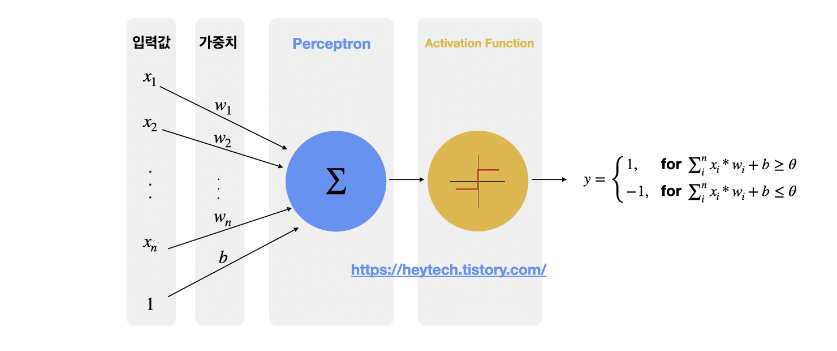 입력값 가중치 Perceptron Activation Function
x₁
w₁
x₂
w₂
⋮ ⋮
Σ
y = { 1, for ∑ᵢⁿ xᵢ * wᵢ + b ≥ θ
−1, for ∑ᵢⁿ xᵢ * wᵢ + b ≤ θ
wₙ
xₙ
b
https://heytech.tistory.com/
1